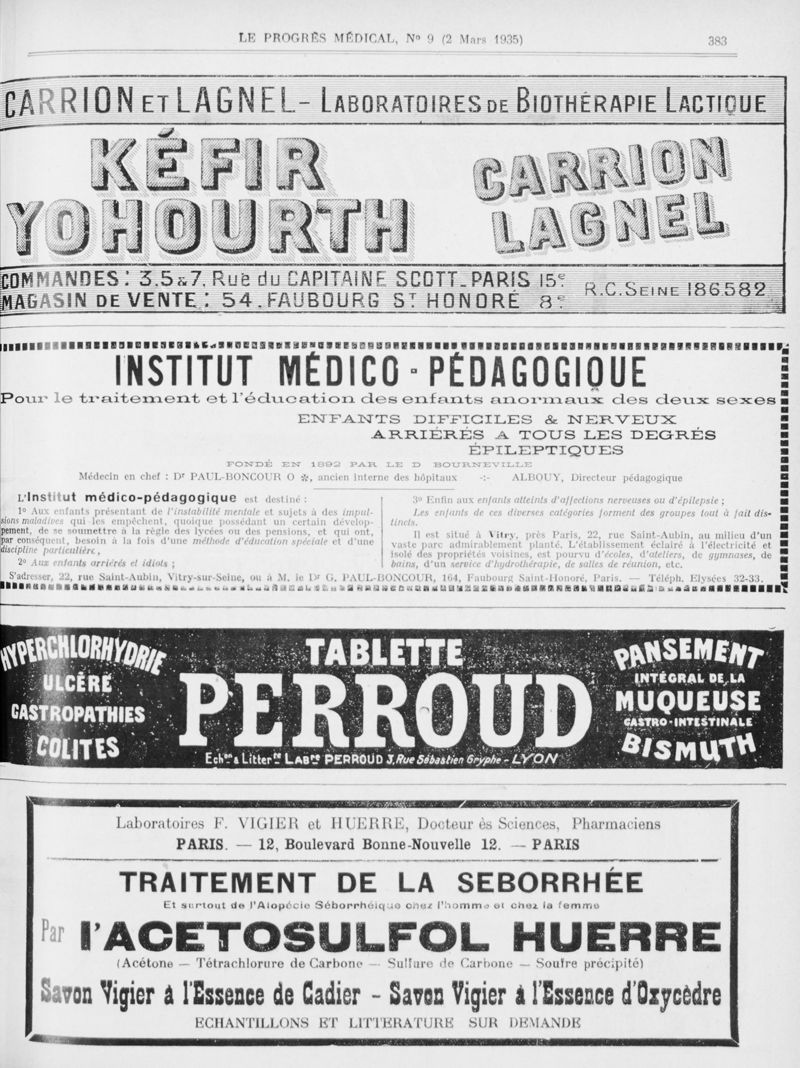 LE PROGRÈS MÉDICAL, No 9 (2 Mars 1935)
383
CARRION ET LAGNEL - LABORATOIRES DE BIOTHÉRAPIE LACTIQUE
KÉFIR
YOHOURTH
CARRION
LAGNEL
COMMANDES: 3.5&7, Rue du CAPITAINE SCOTT-PARIS 15e
MAGASIN DE VENTE: 54. FAUBOURG ST HONORÉ 8e
R.C.SEINE 186582
INSTITUT MÉDICO-PÉDAGOGIQUE
Pour le traitement et l'éducation des enfants anormaux des deux sexes
ENFANTS DIFFICILES & NERVEUX
ARRIÉRÉS A TOUS LES DEGRÉS
ÉPILEPTIQUES
FONDÉ EN 1892 PAR LE D BOURNEVILLE
Médecin en chef : Dr PAUL-BONCOUR O ✻, ancien interne des hôpitaux -:- ALBOUY, Directeur pédagogique
L'Institut médico-pédagogique est destiné :
1o Aux enfants présentant de l'instabilité mentale et sujets à des impul-
sions maladives qui les empêchent, quoique possédant un certain dévelop-
pement, de se soumettre à la règle des lycées ou des pensions, et qui ont,
par conséquent, besoin à la fois d'une méthode d'éducation spéciale et d'une
discipline particulière,
2o Aux enfants arriérés et idiots ;
3o Enfin aux enfants atteints d'affections nerveuses ou d'épilepsie ;
Les enfants de ces diverses catégories forment des groupes tout à fait dis-
tincts.
Il est situé à Vitry, près Paris, 22, rue Saint-Aubin, au milieu d'un
vaste parc admirablement planté. L'établissement éclairé à l'électricité et
isolé des propriétés voisines, est pourvu d'écoles, d'ateliers, de gymnases, de
bains, d'un service d'hydrothérapie, de salles de réunion, etc.
S'adresser, 22, rue Saint-Aubin, Vitry-sur-Seine, ou à M. le Dr G. PAUL-BONCOUR, 164, Faubourg Saint-Honoré, Paris. — Téléph. Elysées 32-33.
HYPERCHLORHYDRIE
ULCÈRE
GASTROPATHIES
COLITES
TABLETTE
PERROUD
Echons & Litterre LABres PERROUD 3, Rue Sébastien Gryphe - LYON
PANSEMENT
INTÉGRAL DE LA
MUQUEUSE
GASTRO-INTESTINALE
BISMUTH
Laboratoires F. VIGIER et HUERRE, Docteur ès Sciences, Pharmaciens
PARIS. — 12, Boulevard Bonne-Nouvelle 12. — PARIS
TRAITEMENT DE LA SEBORRHÉE
Et surtout de l'Alopécie Séborrhéique chez l'homme et chez la femme
Par l'ACETOSULFOL HUERRE
(Acétone — Tétrachlorure de Carbone — Sulfure de Carbone — Soufre précipité)
Savon Vigier à l'Essence de Cadier - Savon Vigier à l'Essence d'Oxycèdre
ECHANTILLONS ET LITTERATURE SUR DEMANDE